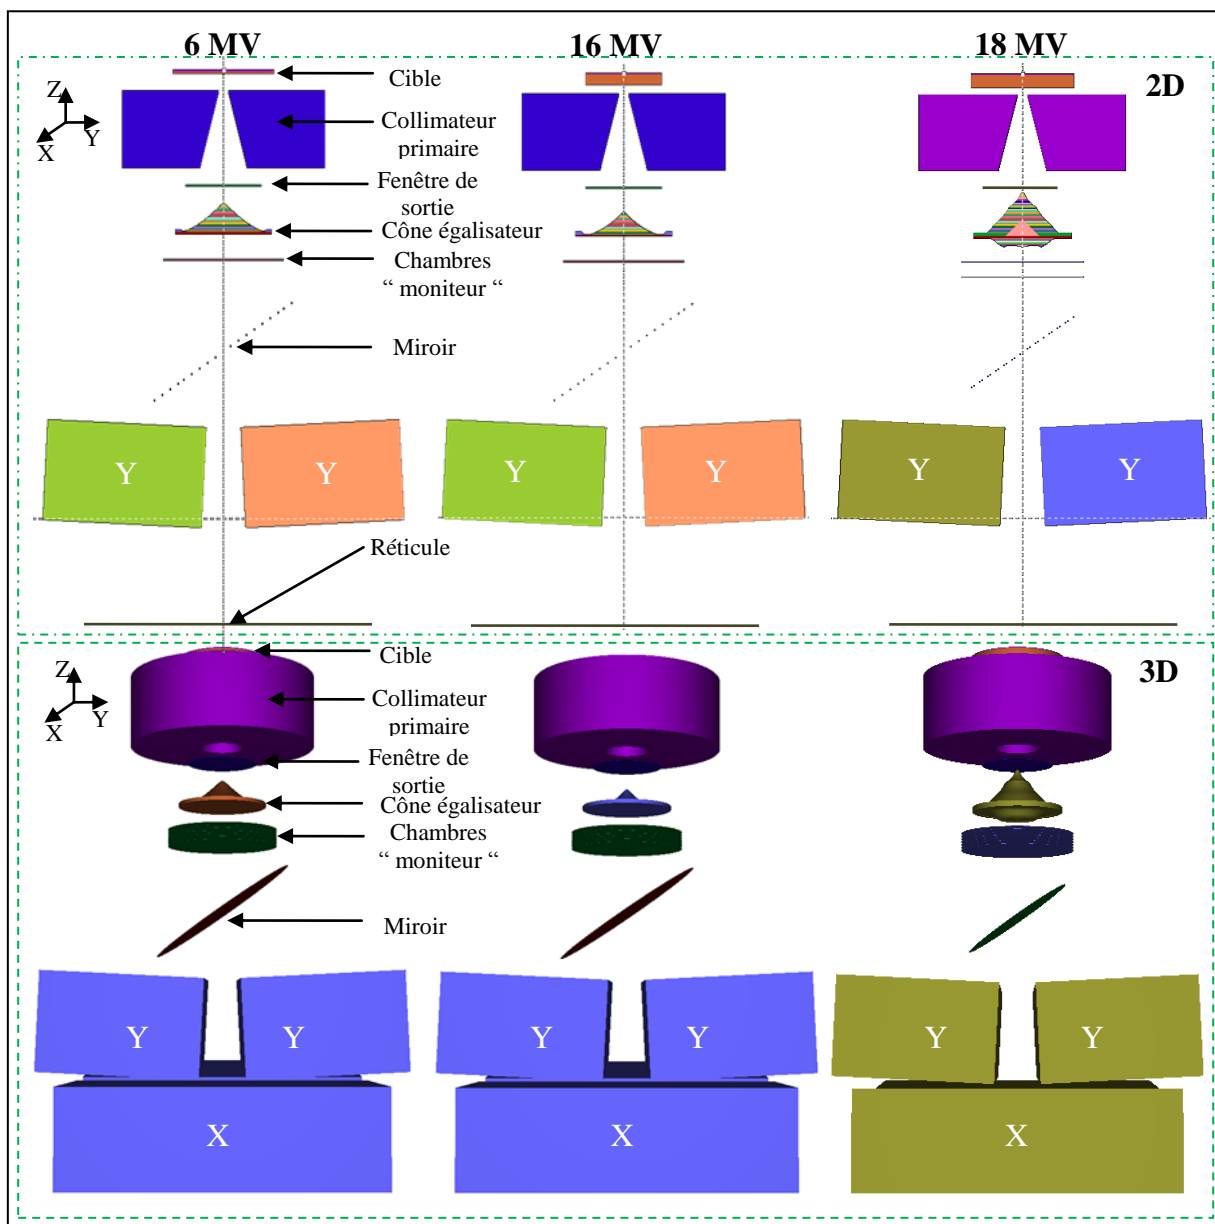 6 MV
16 MV
18 MV
2D
Z
X
Y
Cible
Collimateur
primaire
Fenêtre de
sortie
Cône égalisateur
Chambres
“ moniteur “
Miroir
Y
Y
Y
Y
Y
Y
Réticule
3D
Z
X
Y
Cible
Collimateur
primaire
Fenêtre de
sortie
Cône égalisateur
Chambres
“ moniteur “
Miroir
Y
Y
Y
Y
Y
Y
X
X
X